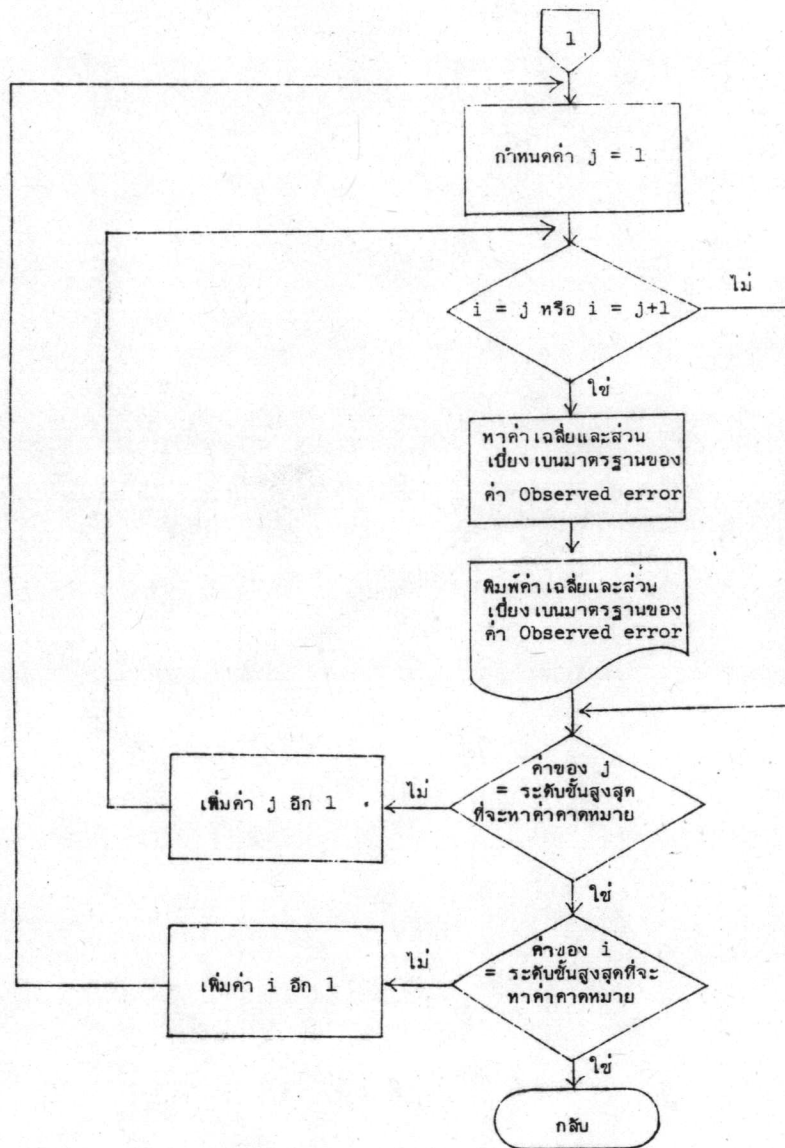 1
กำหนดค่า j = 1
i = j หรือ i = j+1
ไม่
ใช่
หาค่าเฉลี่ยและส่วน
เบี่ยงเบนมาตรฐานของ
ค่า Observed error
พิมพ์ค่าเฉลี่ยและส่วน
เบี่ยงเบนมาตรฐานของ
ค่า Observed error
ค่าของ j
= ระดับชั้นสูงสุด
ที่จะหาค่าคาดหมาย
ไม่
เพิ่มค่า j อีก 1
ใช่
ค่าของ i
= ระดับชั้นสูงสุดที่จะ
หาค่าคาดหมาย
ไม่
เพิ่มค่า i อีก 1
ใช่
กลับ